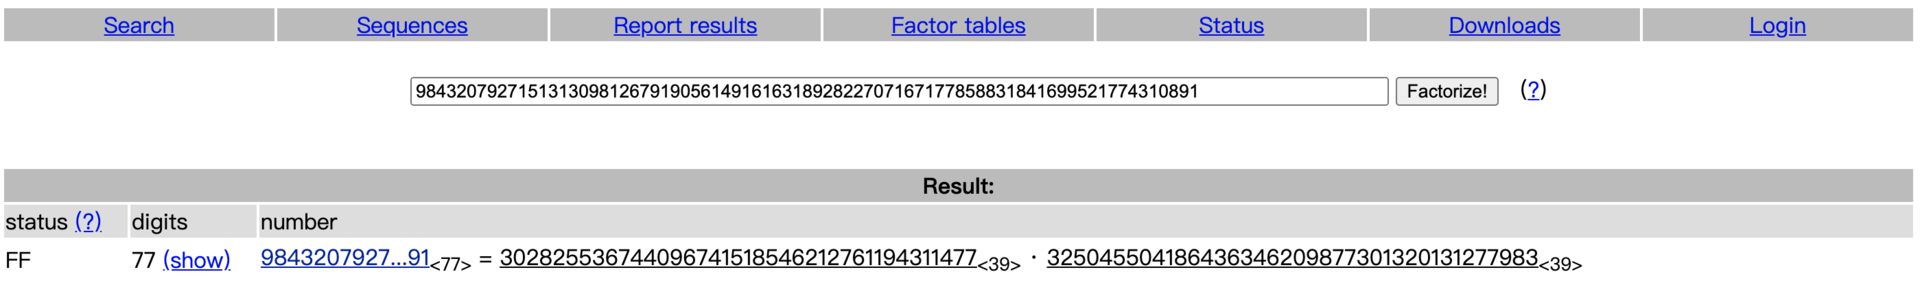 Search Sequences Report results Factor tables Status Downloads Login
98432079271513130981267919056149161631892822707167177858831841699521774310891 Factorize! (?)
Result:
status (?) digits number
FF 77 (show) 9843207927...91<77> = 302825536744096741518546212761194311477<39> · 325045504186436346209877301320131277983<39>